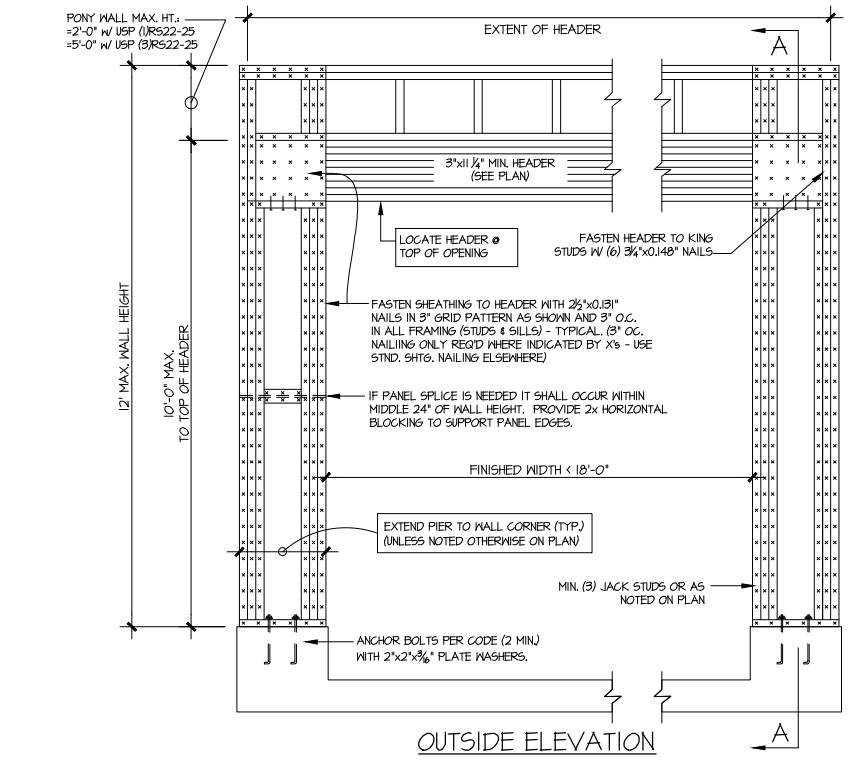 PONY WALL MAX. HT.:
=2'-0" W/ USP (1)RS22-25
=5'-0" W/ USP (3)RS22-25
EXTENT OF HEADER
A
3"x11 1/4" MIN. HEADER
(SEE PLAN)
LOCATE HEADER @
TOP OF OPENING
FASTEN HEADER TO KING
STUDS W/ (6) 3 1/4"x0.148" NAILS
FASTEN SHEATHING TO HEADER WITH 2 1/2"x0.131"
NAILS IN 3" GRID PATTERN AS SHOWN AND 3" O.C.
IN ALL FRAMING (STUDS & SILLS) - TYPICAL. (3" OC.
NAILING ONLY REQ'D WHERE INDICATED BY X's - USE
STND. SHTG. NAILING ELSEWHERE)
12' MAX. WALL HEIGHT
10'-0" MAX.
TO TOP OF HEADER
IF PANEL SPLICE IS NEEDED IT SHALL OCCUR WITHIN
MIDDLE 24" OF WALL HEIGHT. PROVIDE 2x HORIZONTAL
BLOCKING TO SUPPORT PANEL EDGES.
FINISHED WIDTH < 18'-0"
EXTEND PIER TO WALL CORNER (TYP.)
(UNLESS NOTED OTHERWISE ON PLAN)
MIN. (3) JACK STUDS OR AS
NOTED ON PLAN
ANCHOR BOLTS PER CODE (2 MIN.)
WITH 2"x2"x3/16" PLATE WASHERS.
A
OUTSIDE ELEVATION